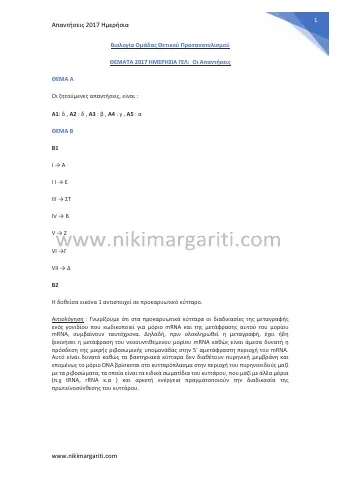 Απαντήσεις 2017 Ημερήσια
1
Βιολογία Ομάδας Θετικού Προσανατολισμού
ΘΕΜΑΤΑ 2017 ΗΜΕΡΗΣΙΑ ΓΕΛ: Οι Απαντήσεις
ΘΕΜΑ Α
Οι ζητούμενες απαντήσεις, είναι :
Α1: δ , Α2 : δ , Α3 : β , Α4 : γ , Α5 : α
ΘΕΜΑ Β
Β1
Ι → Α
Ι Ι → Ε
ΙΙΙ → ΣΤ
IV → Β
V → Ζ
www.nikimargariti.com
VI →Γ
VII → Δ
Β2
Η δοθείσα εικόνα 1 αντιστοιχεί σε προκαρυωτικό κύτταρο.
Αιτιολόγηση : Γνωρίζουμε ότι στα προκαρυωτικά κύτταρα οι διαδικασίες της μεταγραφής
ενός γονιδίου που κωδικοποιεί για μόριο mRNA και της μετάφρασης αυτού του μορίου
mRNA, συμβαίνουν ταυτόχρονα. Δηλαδή, πριν ολοκληρωθεί η μεταγραφή, έχει ήδη
ξεκινήσει η μετάφραση του νεοσυντιθέμενου μορίου mRNA καθώς είναι άμεσα δυνατή η
πρόσδεση της μικρής ριβοσωμικής υπομονάδας στην 5' αμετάφραστη περιοχή του mRNA.
Αυτό είναι δυνατό καθώς τα βακτηριακά κύτταρα δεν διαθέτουν πυρηνική μεμβράνη και
επομένως το μόριο DNA βρίσκεται στο κυτταρόπλασμα στην περιοχή του πυρηνοειδούς μαζί
με τα ριβοσώματα, τα οποία είναι τα ειδικά σωματίδια του κυττάρου, που μαζί με άλλα μόρια
(π.χ tRNA, rRNA κ.α ) και αρκετή ενέργεια πραγματοποιούν την διαδικασία της
πρωτεϊνοσύνθεσης του κυττάρου.
www.nikimargariti.com